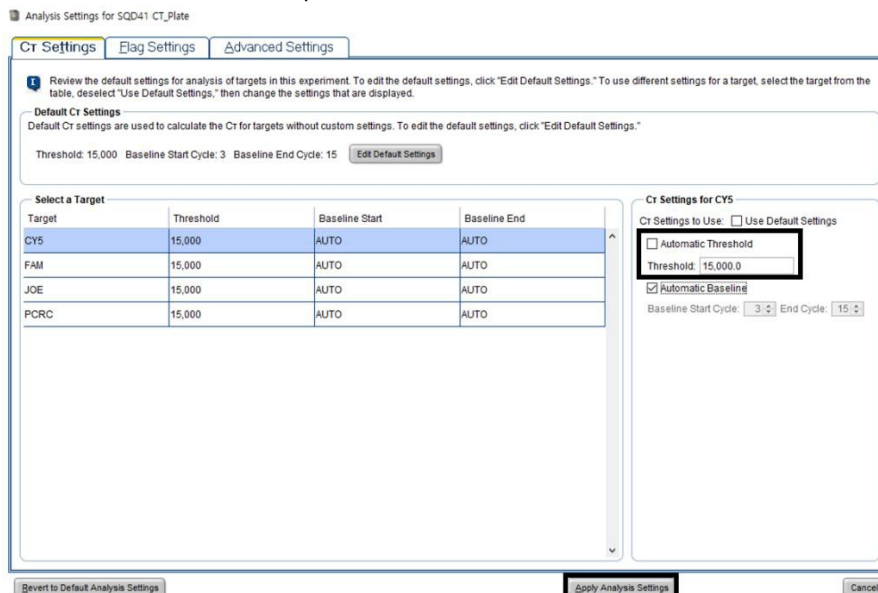 Analysis Settings for SQD41 CT_Plate
CT Settings Flag Settings Advanced Settings
Review the default settings for analysis of targets in this experiment. To edit the default settings, click "Edit Default Settings." To use different settings for a target, select the target from the
table, deselect "Use Default Settings," then change the settings that are displayed.
Default CT Settings
Default CT settings are used to calculate the CT for targets without custom settings. To edit the default settings, click "Edit Default Settings."
Threshold: 15,000 Baseline Start Cycle: 3 Baseline End Cycle: 15 Edit Default Settings
Select a Target
Target Threshold Baseline Start Baseline End
CY5 15,000 AUTO AUTO
FAM 15,000 AUTO AUTO
JOE 15,000 AUTO AUTO
PCRC 15,000 AUTO AUTO
CT Settings for CY5
CT Settings to Use: Use Default Settings
Automatic Threshold
Threshold: 15,000.0
Automatic Baseline
Baseline Start Cycle: 3 End Cycle: 15
Revert to Default Analysis Settings Apply Analysis Settings Cancel